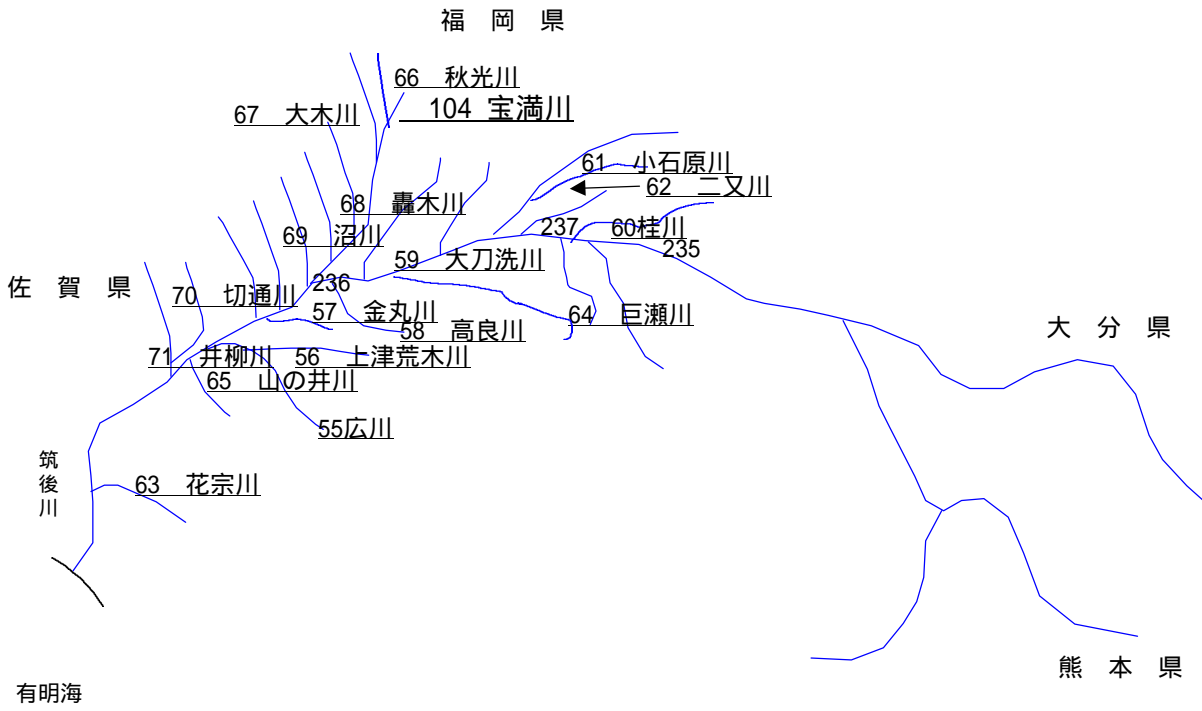 福 岡 県
66 秋光川
104 宝満川
67 大木川
61 小石原川
62 二又川
68 轟木川
237
60桂川
69 沼川
235
59 大刀洗川
佐 賀 県
236
70 切通川
57 金丸川
64 巨瀬川
58 高良川
大 分 県
71 井柳川
56 上津荒木川
65 山の井川
55広川
筑後川
63 花宗川
熊 本 県
有明海